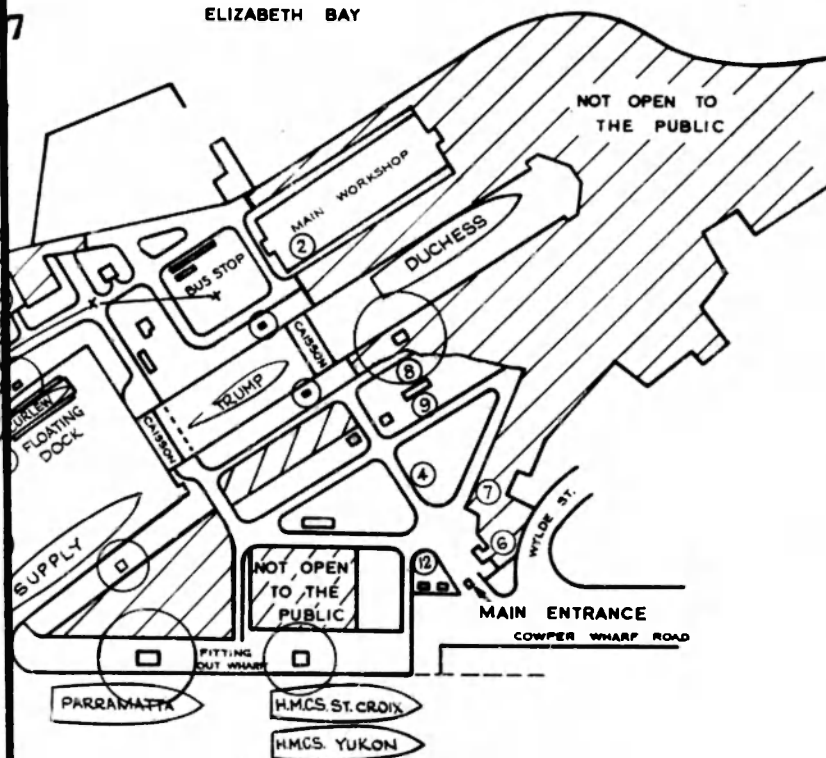 7
ELIZABETH BAY
NOT OPEN TO
THE PUBLIC
MAIN WORKSHOP
2
DUCHESS
BUS STOP
CAISSON
8
TRUMP
9
CURLEW
FLOATING
DOCK
CAISSON
4
7
WYLDE ST.
6
SUPPLY
NOT OPEN
TO THE
PUBLIC
12
MAIN ENTRANCE
COWPER WHARF ROAD
FITTING
OUT WHARF
PARRAMATTA
H.M.C.S. ST. CROIX
H.M.C.S. YUKON